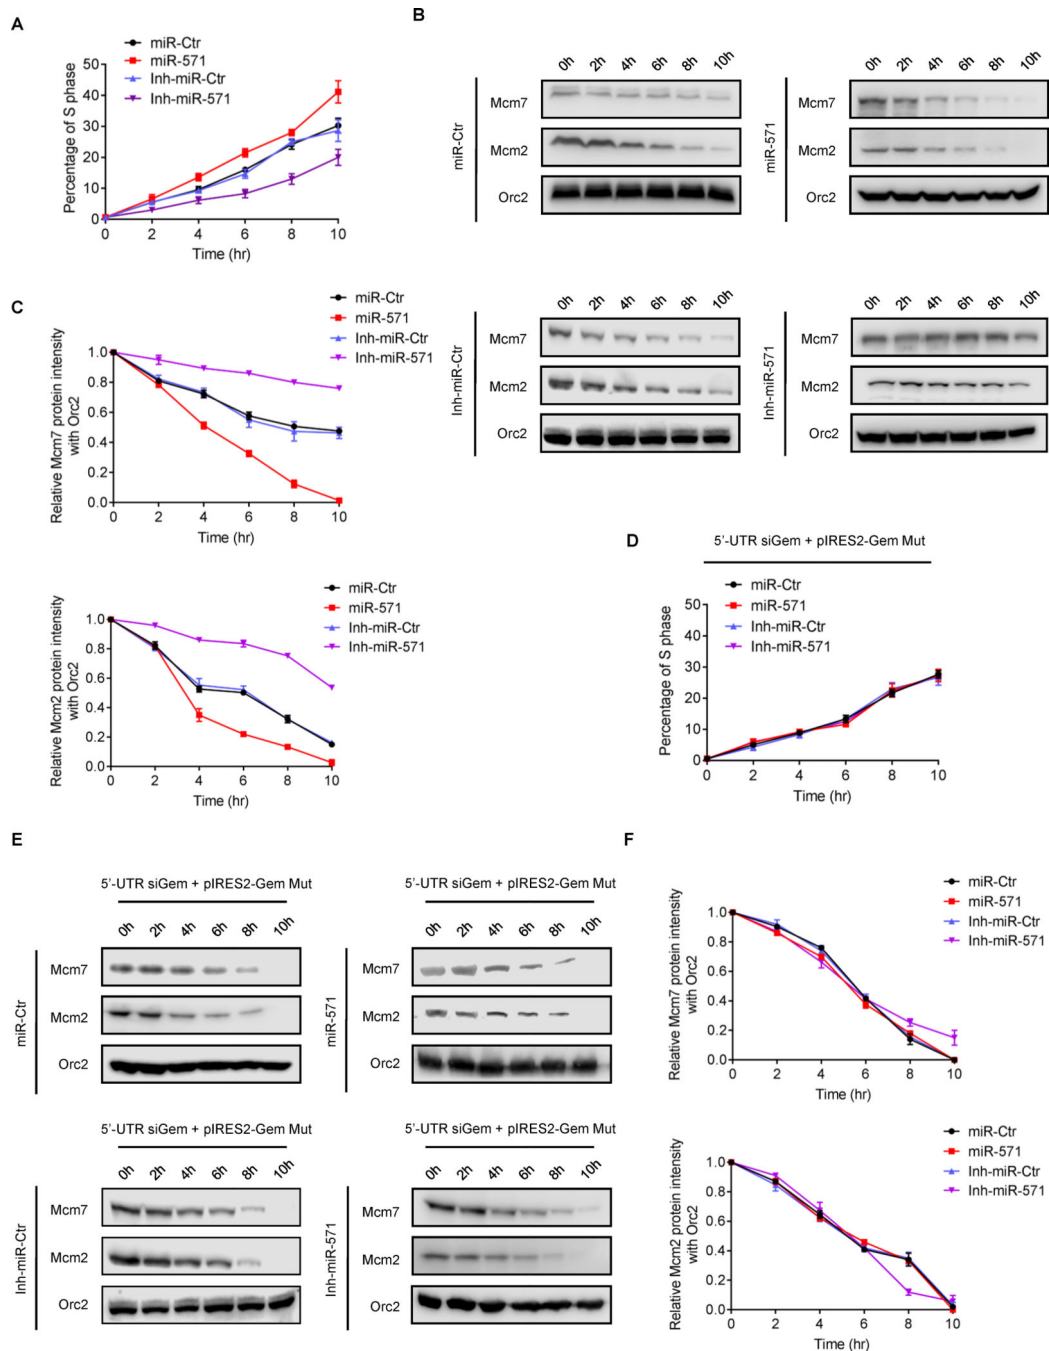 A
miR-Ctr
miR-571
Inh-miR-Ctr
Inh-miR-571
Percentage of S phase
50
40
30
20
10
0
0 2 4 6 8 10
Time (hr)
B
0h 2h 4h 6h 8h 10h
miR-Ctr
Mcm7
Mcm2
Orc2
0h 2h 4h 6h 8h 10h
miR-571
Mcm7
Mcm2
Orc2
0h 2h 4h 6h 8h 10h
Inh-miR-Ctr
Mcm7
Mcm2
Orc2
0h 2h 4h 6h 8h 10h
Inh-miR-571
Mcm7
Mcm2
Orc2
C
miR-Ctr
miR-571
Inh-miR-Ctr
Inh-miR-571
Relative Mcm7 protein intensity
with Orc2
1.0
0.8
0.6
0.4
0.2
0.0
0 2 4 6 8 10
Time (hr)
miR-Ctr
miR-571
Inh-miR-Ctr
Inh-miR-571
Relative Mcm2 protein intensity
with Orc2
1.0
0.8
0.6
0.4
0.2
0.0
0 2 4 6 8 10
Time (hr)
D
5'-UTR siGem + pIRES2-Gem Mut
miR-Ctr
miR-571
Inh-miR-Ctr
Inh-miR-571
Percentage of S phase
50
40
30
20
10
0
0 2 4 6 8 10
Time (hr)
E
5'-UTR siGem + pIRES2-Gem Mut
0h 2h 4h 6h 8h 10h
miR-Ctr
Mcm7
Mcm2
Orc2
5'-UTR siGem + pIRES2-Gem Mut
0h 2h 4h 6h 8h 10h
miR-571
Mcm7
Mcm2
Orc2
5'-UTR siGem + pIRES2-Gem Mut
0h 2h 4h 6h 8h 10h
Inh-miR-Ctr
Mcm7
Mcm2
Orc2
5'-UTR siGem + pIRES2-Gem Mut
0h 2h 4h 6h 8h 10h
Inh-miR-571
Mcm7
Mcm2
Orc2
F
miR-Ctr
miR-571
Inh-miR-Ctr
Inh-miR-571
Relative Mcm7 protein intensity
with Orc2
1.0
0.8
0.6
0.4
0.2
0.0
0 2 4 6 8 10
Time (hr)
miR-Ctr
miR-571
Inh-miR-Ctr
Inh-miR-571
Relative Mcm2 protein intensity
with Orc2
1.0
0.8
0.6
0.4
0.2
0.0
0 2 4 6 8 10
Time (hr)